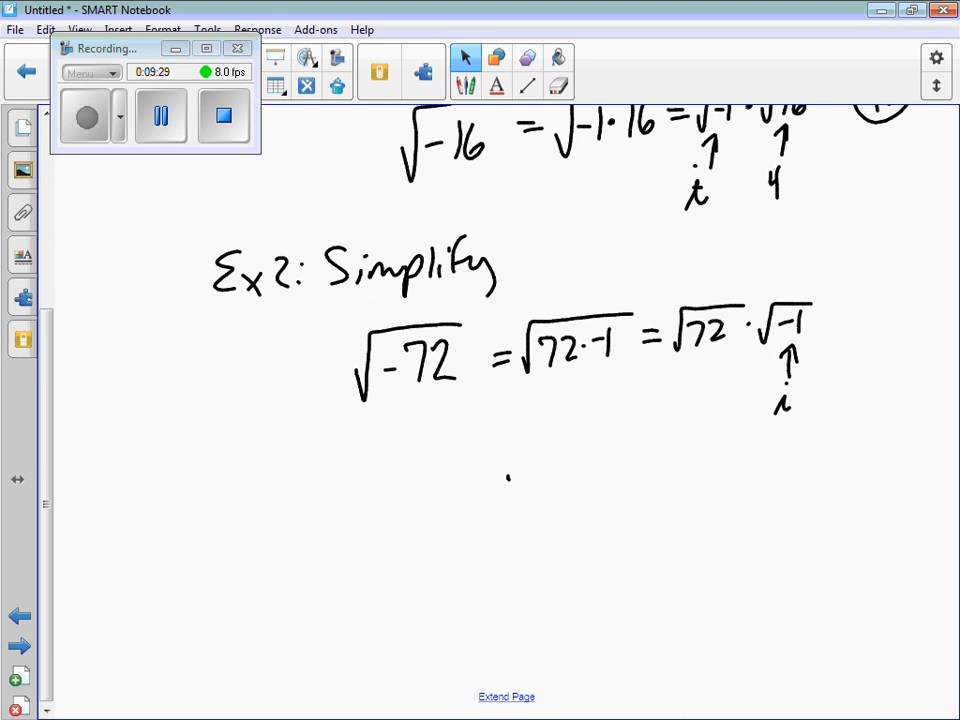 Untitled * - SMART Notebook
File Edit View Insert Format Tools Response Add-ons Help
Recording...
Menu 0:09:29 8.0 fps
√-16 = √-1·16 = √-1·√16
i 4
Ex 2: Simplify
√-72 = √72·-1 = √72·√-1
i
Extend Page